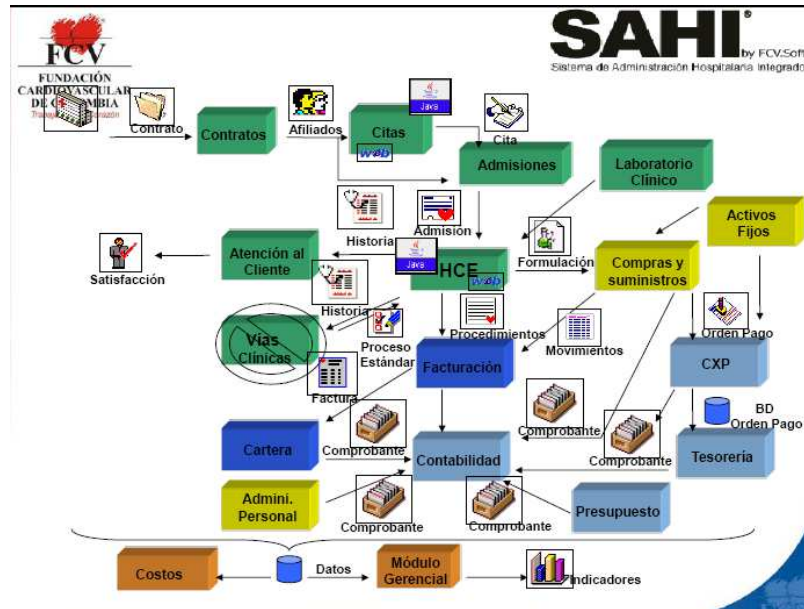 FCV
FUNDACIÓN
CARDIOVASCULAR
DE COLOMBIA
SAHI
by FCV.Soft
Sistema de Administración Hospitalaria Integrado
Contrato
Contratos
Afiliados
Citas
Java
web
Cita
Admisiones
Laboratorio
Clínico
Activos
Fijos
Historia
Admisión
Formulación
Satisfacción
Atención al
Cliente
Java
HCE
web
Compras y
suministros
Historia
Procedimientos
Movimientos
Orden Pago
Vías
Clínicas
Proceso
Estándar
Factura
Facturación
CXP
BD
Orden Pago
Cartera
Comprobante
Contabilidad
Comprobante
Comprobante
Tesorería
Admini.
Personal
Comprobante
Comprobante
Presupuesto
Costos
Datos
Módulo
Gerencial
Indicadores